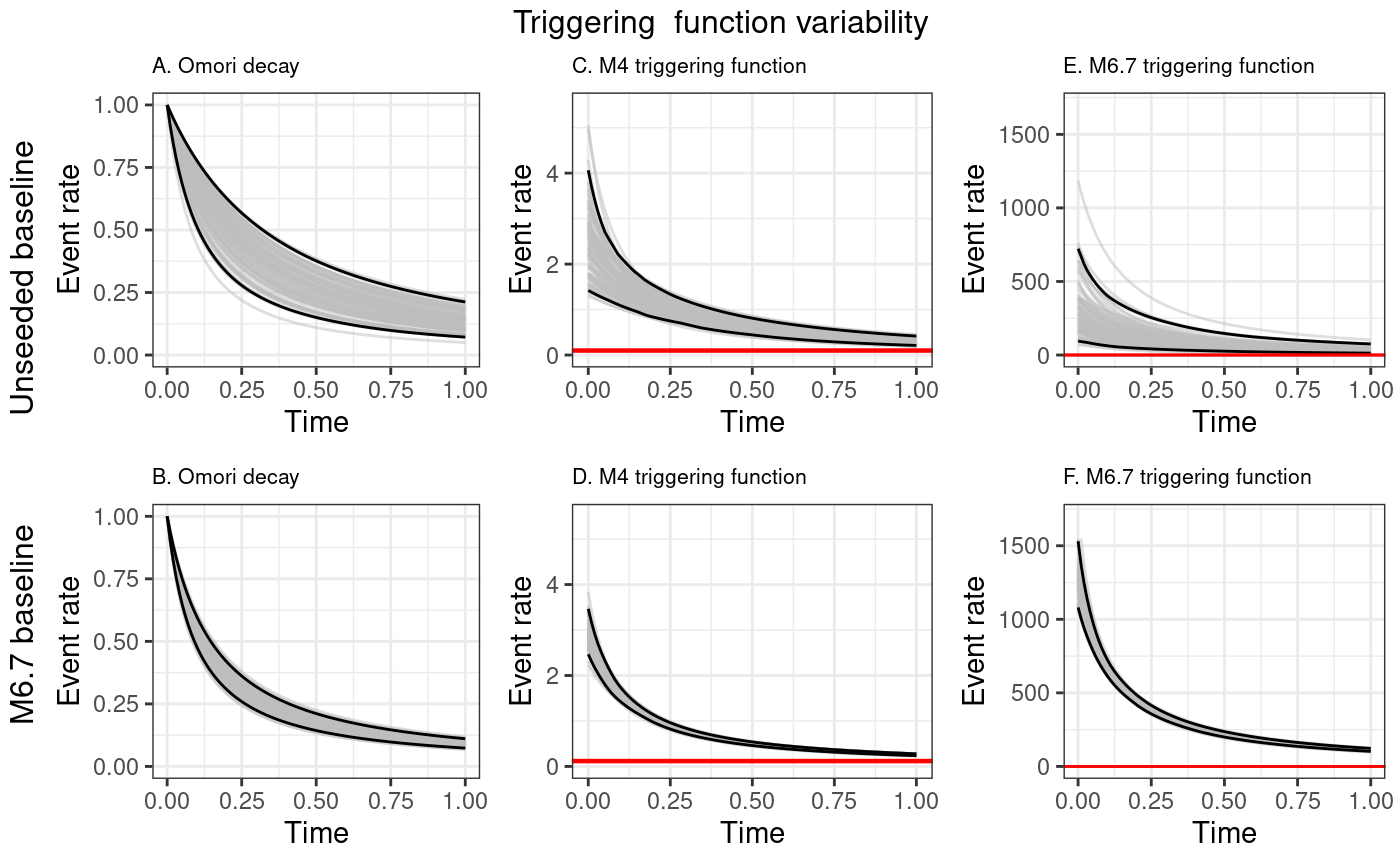 Triggering  function variability
Unseeded baseline
A. Omori decay
Event rate
1.00
0.75
0.50
0.25
0.00
0.00 0.25 0.50 0.75 1.00
Time
C. M4 triggering function
Event rate
4
2
0
0.00 0.25 0.50 0.75 1.00
Time
E. M6.7 triggering function
Event rate
1500
1000
500
0
0.00 0.25 0.50 0.75 1.00
Time
M6.7 baseline
B. Omori decay
Event rate
1.00
0.75
0.50
0.25
0.00
0.00 0.25 0.50 0.75 1.00
Time
D. M4 triggering function
Event rate
4
2
0
0.00 0.25 0.50 0.75 1.00
Time
F. M6.7 triggering function
Event rate
1500
1000
500
0
0.00 0.25 0.50 0.75 1.00
Time